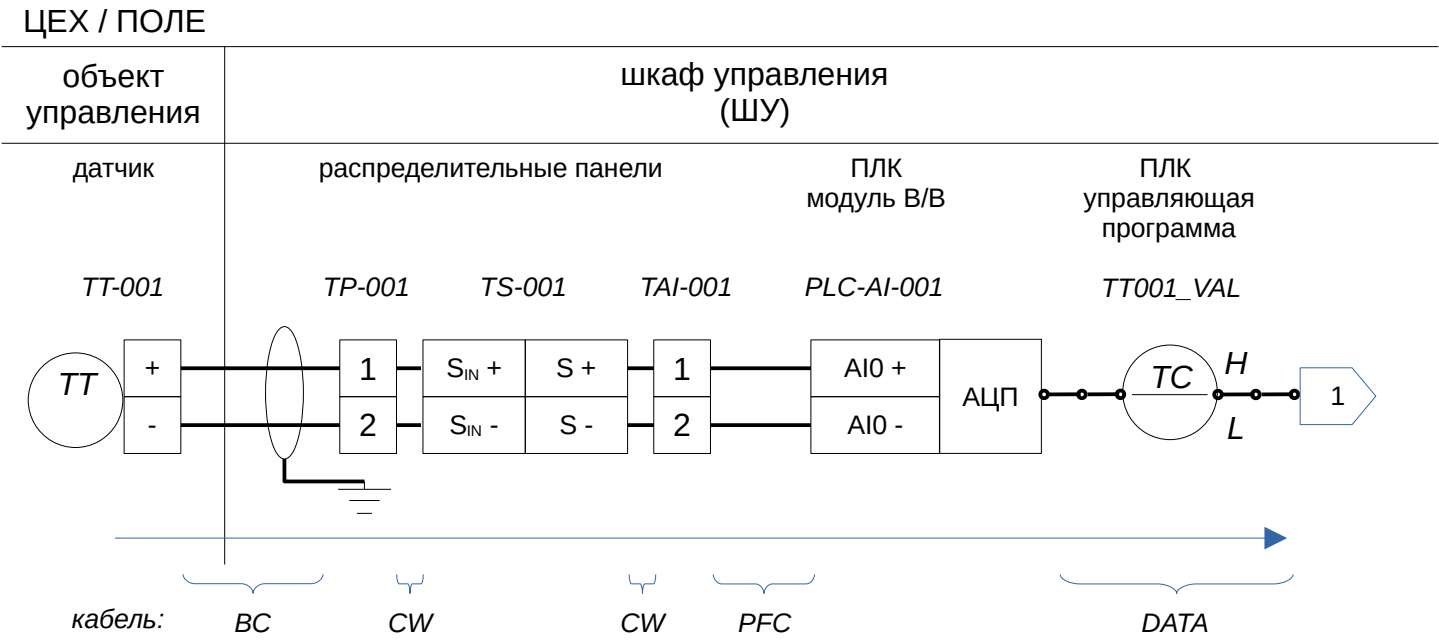 ЦЕХ / ПОЛЕ
объект
управления
шкаф управления
(ШУ)
датчик
распределительные панели
ПЛК
модуль В/В
ПЛК
управляющая
программа
TT-001
TP-001
TS-001
TAI-001
PLC-AI-001
TT001_VAL
TT
+
-
1
2
SIN +
SIN -
S +
S -
1
2
AI0 +
AI0 -
АЦП
TC
H
L
1
кабель:
BC
CW
CW
PFC
DATA